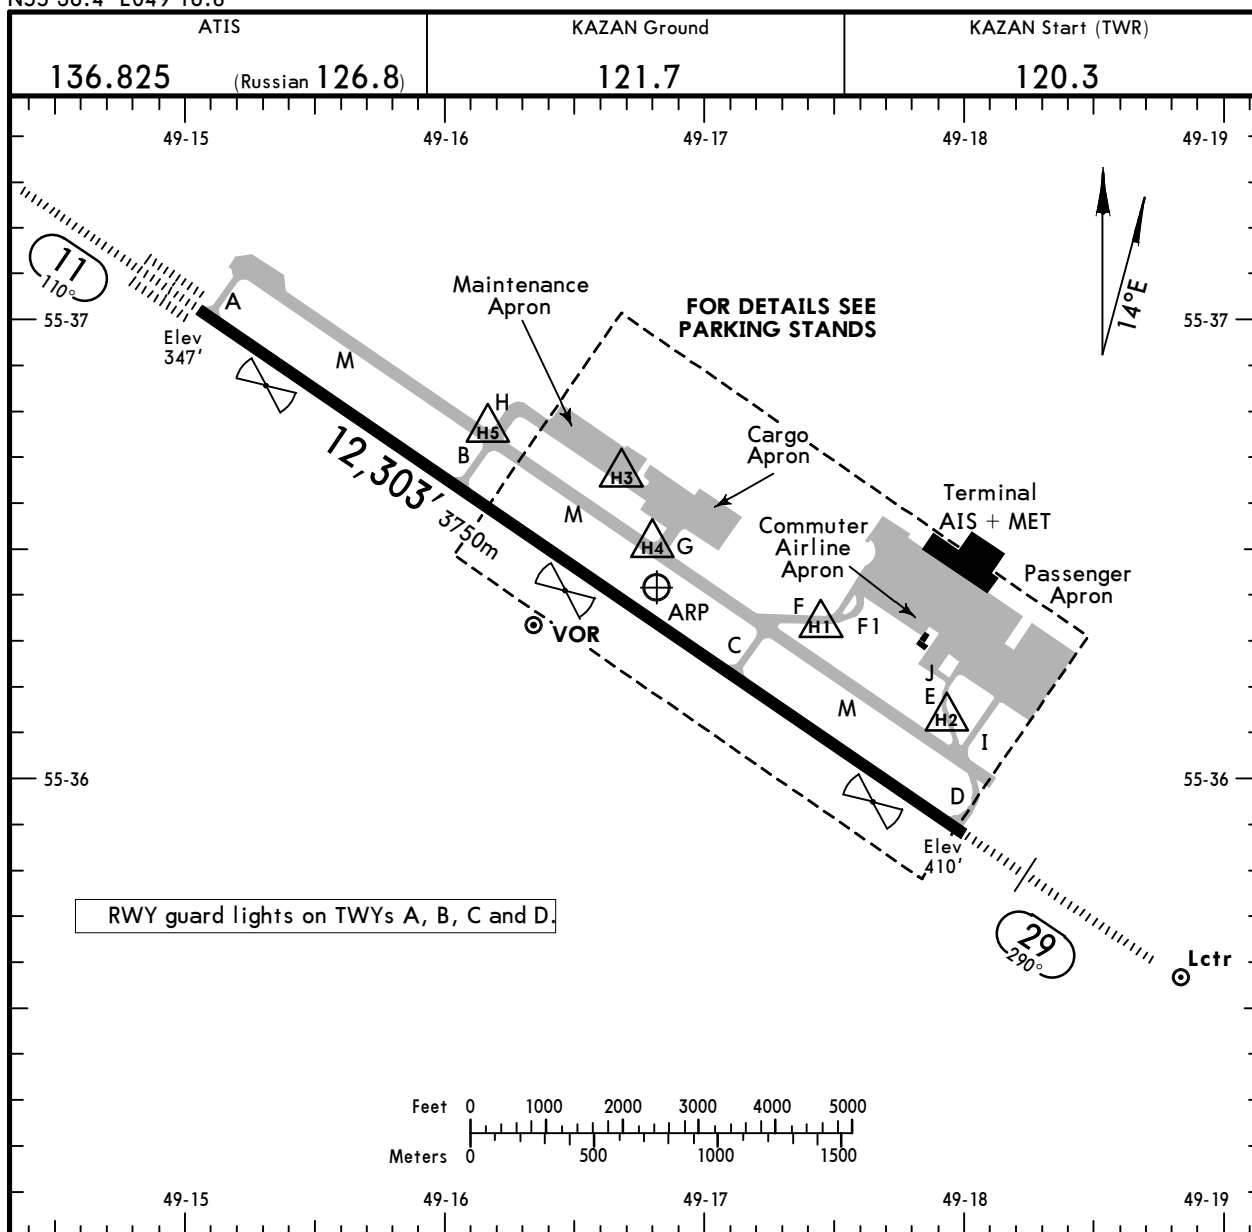 N55 36.4 E049 16.8
ATIS
KAZAN Ground
KAZAN Start (TWR)
136.825 (Russian 126.8)
121.7
120.3
49-15
49-16
49-17
49-18
49-19
11
110°
14°E
Maintenance
Apron
FOR DETAILS SEE
PARKING STANDS
55-37
55-37
A
Elev
347'
M
H
H5
B
H3
Cargo
Apron
12,303' 3750m
M
H4
G
Terminal
AIS + MET
Commuter
Airline
Apron
Passenger
Apron
ARP
VOR
F
H1
F1
C
J
E
H2
M
I
55-36
55-36
D
Elev
410'
RWY guard lights on TWYs A, B, C and D.
29
290°
Lctr
Feet 0 1000 2000 3000 4000 5000
Meters 0 500 1000 1500
49-15
49-16
49-17
49-18
49-19